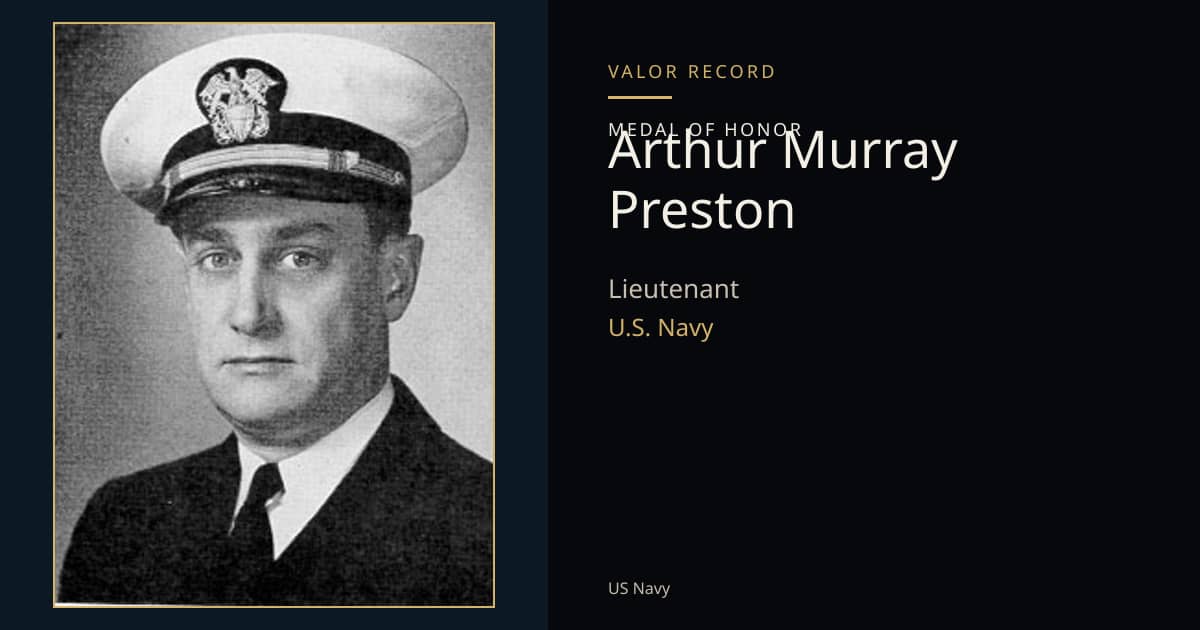 VALOR RECORD
MEDAL OF HONOR
Arthur Murray
Preston
Lieutenant
U.S. Navy
US Navy